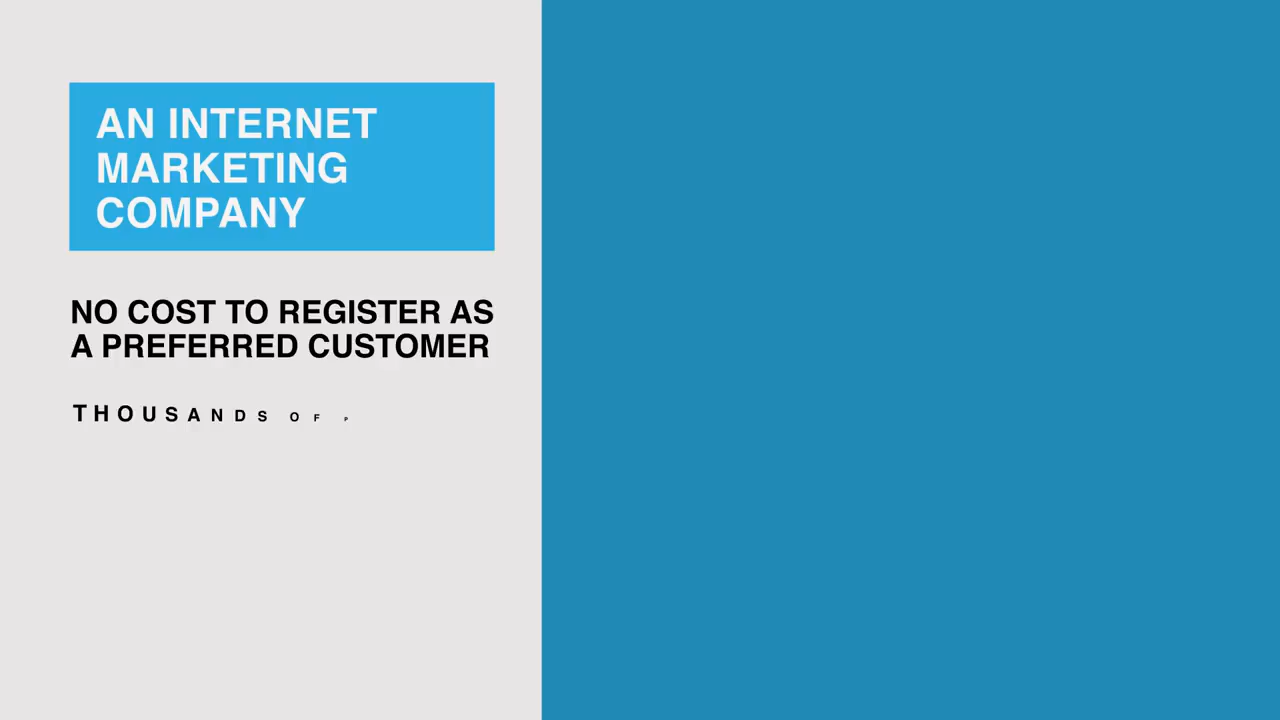 AN INTERNET
MARKETING
COMPANY
NO COST TO REGISTER AS
A PREFERRED CUSTOMER
THOUSANDS OF P